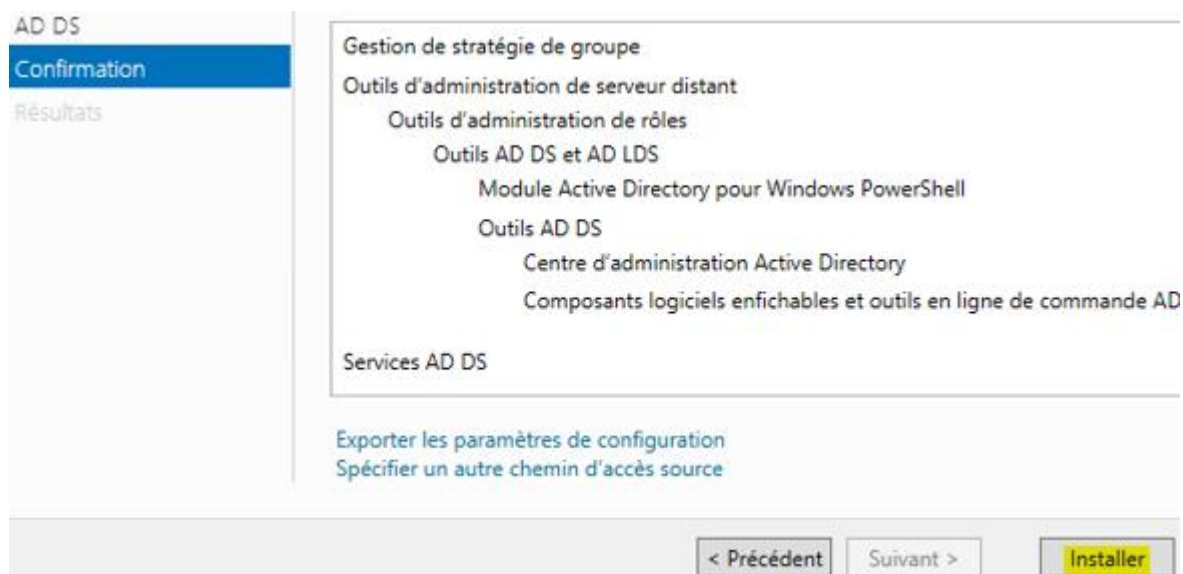 AD DS
Confirmation
Résultats
Gestion de stratégie de groupe
Outils d'administration de serveur distant
Outils d'administration de rôles
Outils AD DS et AD LDS
Module Active Directory pour Windows PowerShell
Outils AD DS
Centre d'administration Active Directory
Composants logiciels enfichables et outils en ligne de commande AD
Services AD DS
Exporter les paramètres de configuration
Spécifier un autre chemin d'accès source
< Précédent
Suivant >
Installer